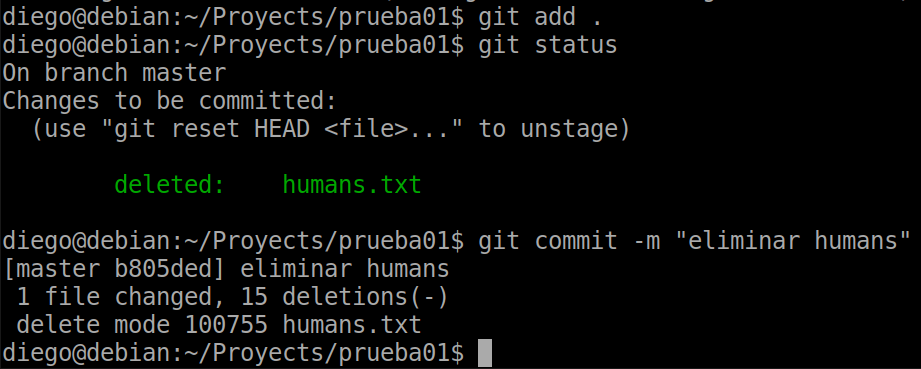 diego@debian:~/Proyects/prueba01$ git add .
diego@debian:~/Proyects/prueba01$ git status
On branch master
Changes to be committed:
  (use "git reset HEAD <file>..." to unstage)
        deleted:    humans.txt
diego@debian:~/Proyects/prueba01$ git commit -m "eliminar humans"
[master b805ded] eliminar humans
 1 file changed, 15 deletions(-)
 delete mode 100755 humans.txt
diego@debian:~/Proyects/prueba01$